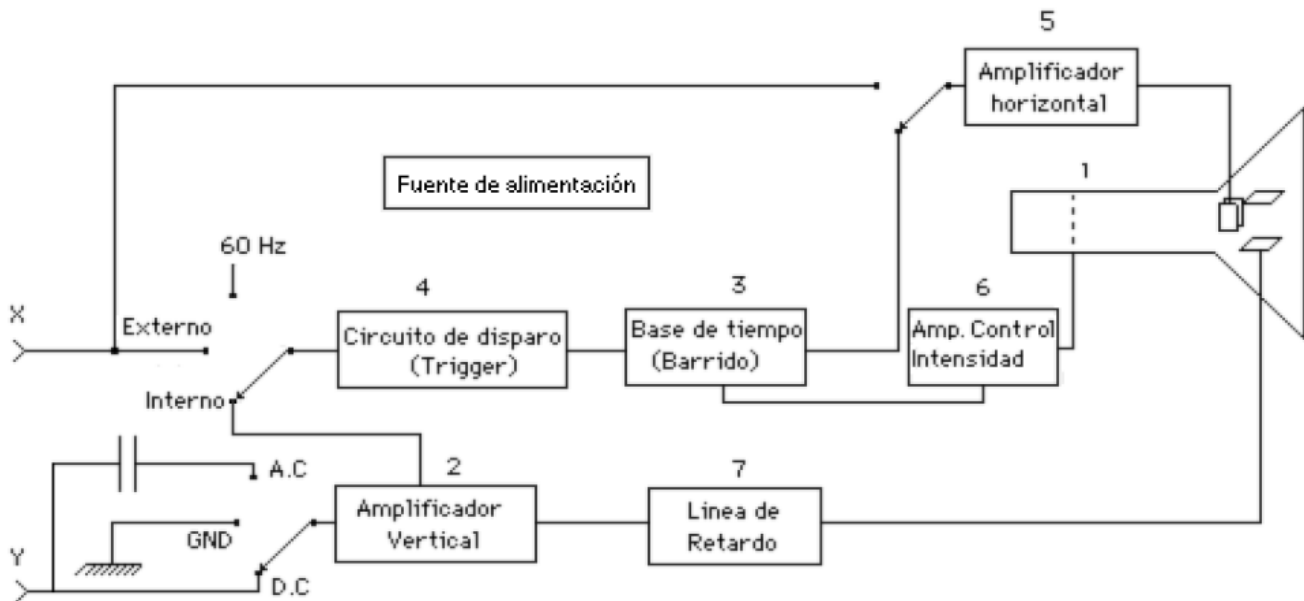 5
Amplificador
horizontal
1
Fuente de alimentación
60 Hz
4
3
6
X
Externo
Circuito de disparo
(Trigger)
Base de tiempo
(Barrido)
Amp. Control
Intensidad
Interno
A.C
2
7
Amplificador
Vertical
Linea de
Retardo
GND
Y
D.C